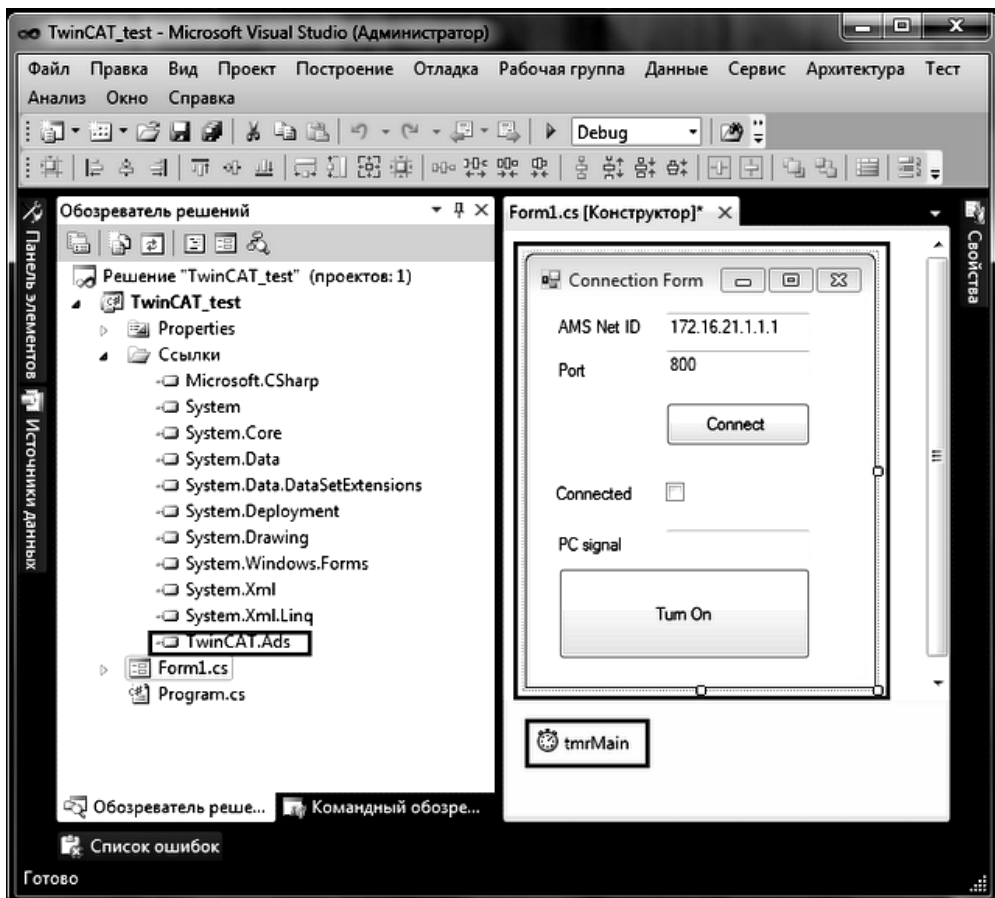 TwinCAT_test - Microsoft Visual Studio (Администратор)
Файл Правка Вид Проект Построение Отладка Рабочая группа Данные Сервис Архитектура Тест
Анализ Окно Справка
Debug
Панель элементов
Источники данных
Обозреватель решений
Решение "TwinCAT_test" (проектов: 1)
TwinCAT_test
Properties
Ссылки
Microsoft.CSharp
System
System.Core
System.Data
System.Data.DataSetExtensions
System.Deployment
System.Drawing
System.Windows.Forms
System.Xml
System.Xml.Linq
TwinCAT.Ads
Form1.cs
Program.cs
Обозреватель реше...
Командный обозре...
Form1.cs [Конструктор]*
Connection Form
AMS Net ID 172.16.21.1.1.1
Port 800
Connect
Connected
PC signal
Turn On
tmrMain
Свойства
Список ошибок
Готово